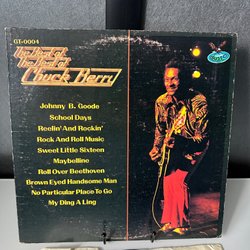 GT-0004
The Best of
The Best of
Chuck Berry
Johnny B. Goode
School Days
Reelin' And Rockin'
Rock And Roll Music
Sweet Little Sixteen
Maybelline
Roll Over Beethoven
Brown Eyed Handsome Man
No Particular Place To Go
My Ding A Ling